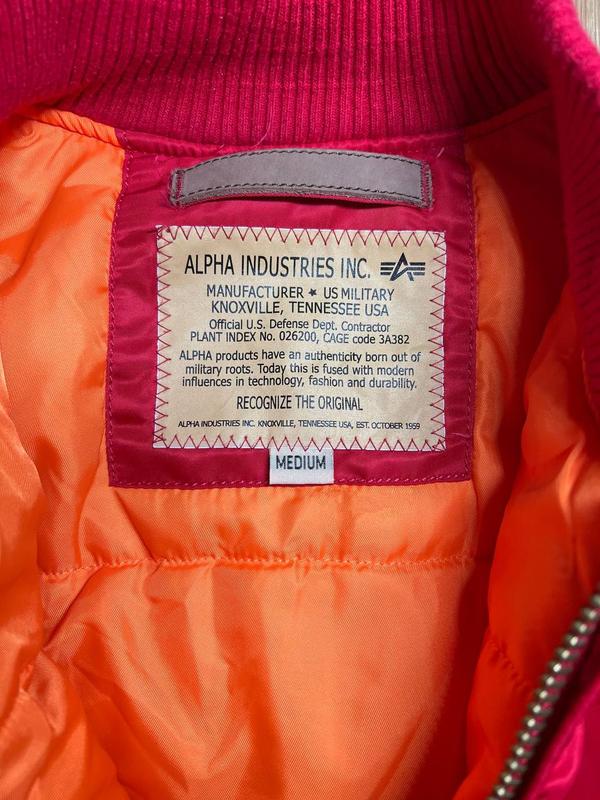 ALPHA INDUSTRIES INC.
MANUFACTURER ★ US MILITARY
KNOXVILLE, TENNESSEE USA
Official U.S. Defense Dept. Contractor
PLANT INDEX No. 026200, CAGE code 3A382
ALPHA products have an authenticity born out of
military roots. Today this is fused with modern
influences in technology, fashion and durability.
RECOGNIZE THE ORIGINAL
ALPHA INDUSTRIES INC. KNOXVILLE, TENNESSEE USA, EST. OCTOBER 1959
MEDIUM